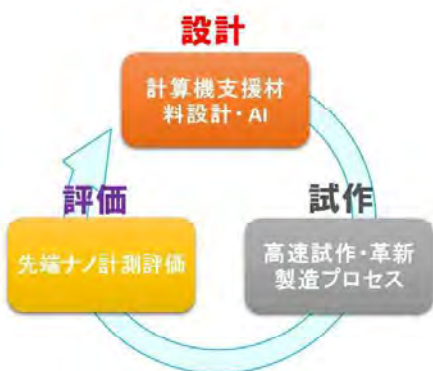 設計
計算機支援材
料設計・AI
評価
試作
先端ナノ計測評価
高速試作・革新
製造プロセス